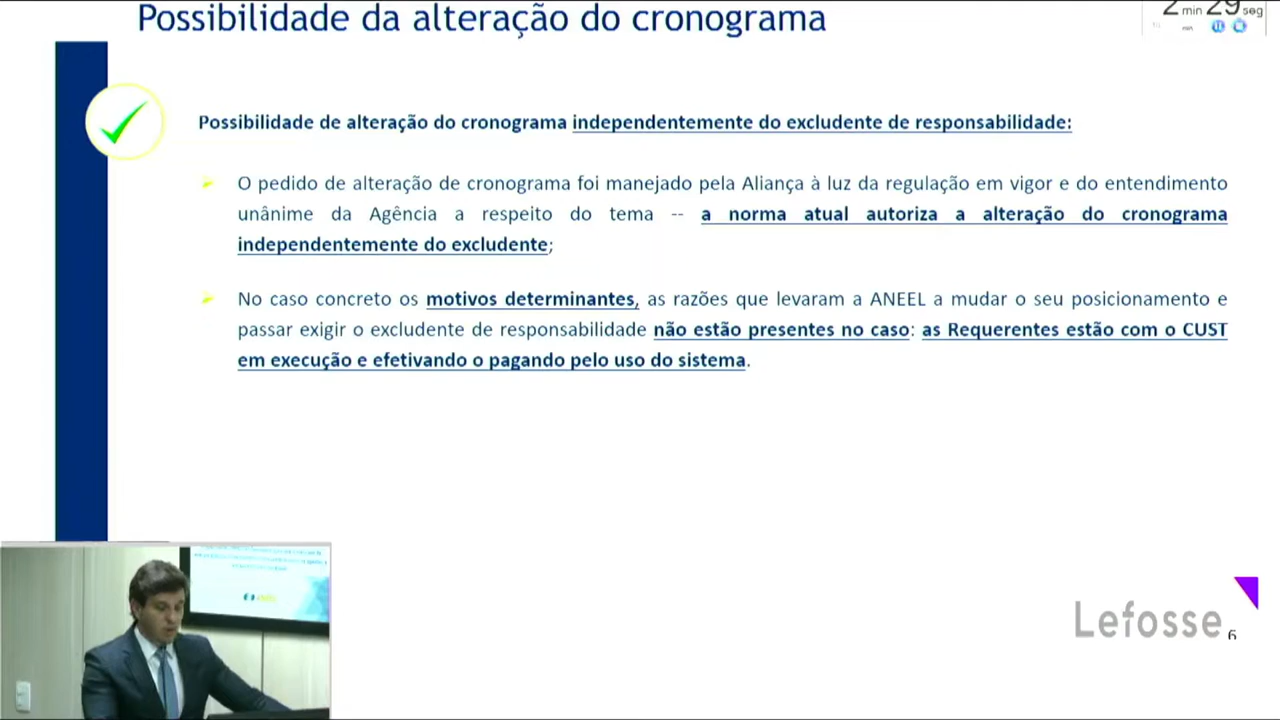 Possibilidade da alteração do cronograma
2 min 29 seg
Possibilidade de alteração do cronograma independentemente do excludente de responsabilidade:
O pedido de alteração de cronograma foi manejado pela Aliança à luz da regulação em vigor e do entendimento
unânime da Agência a respeito do tema -- a norma atual autoriza a alteração do cronograma
independentemente do excludente;
No caso concreto os motivos determinantes, as razões que levaram a ANEEL a mudar o seu posicionamento e
passar exigir o excludente de responsabilidade não estão presentes no caso: as Requerentes estão com o CUST
em execução e efetivando o pagando pelo uso do sistema.
Lefosse
6